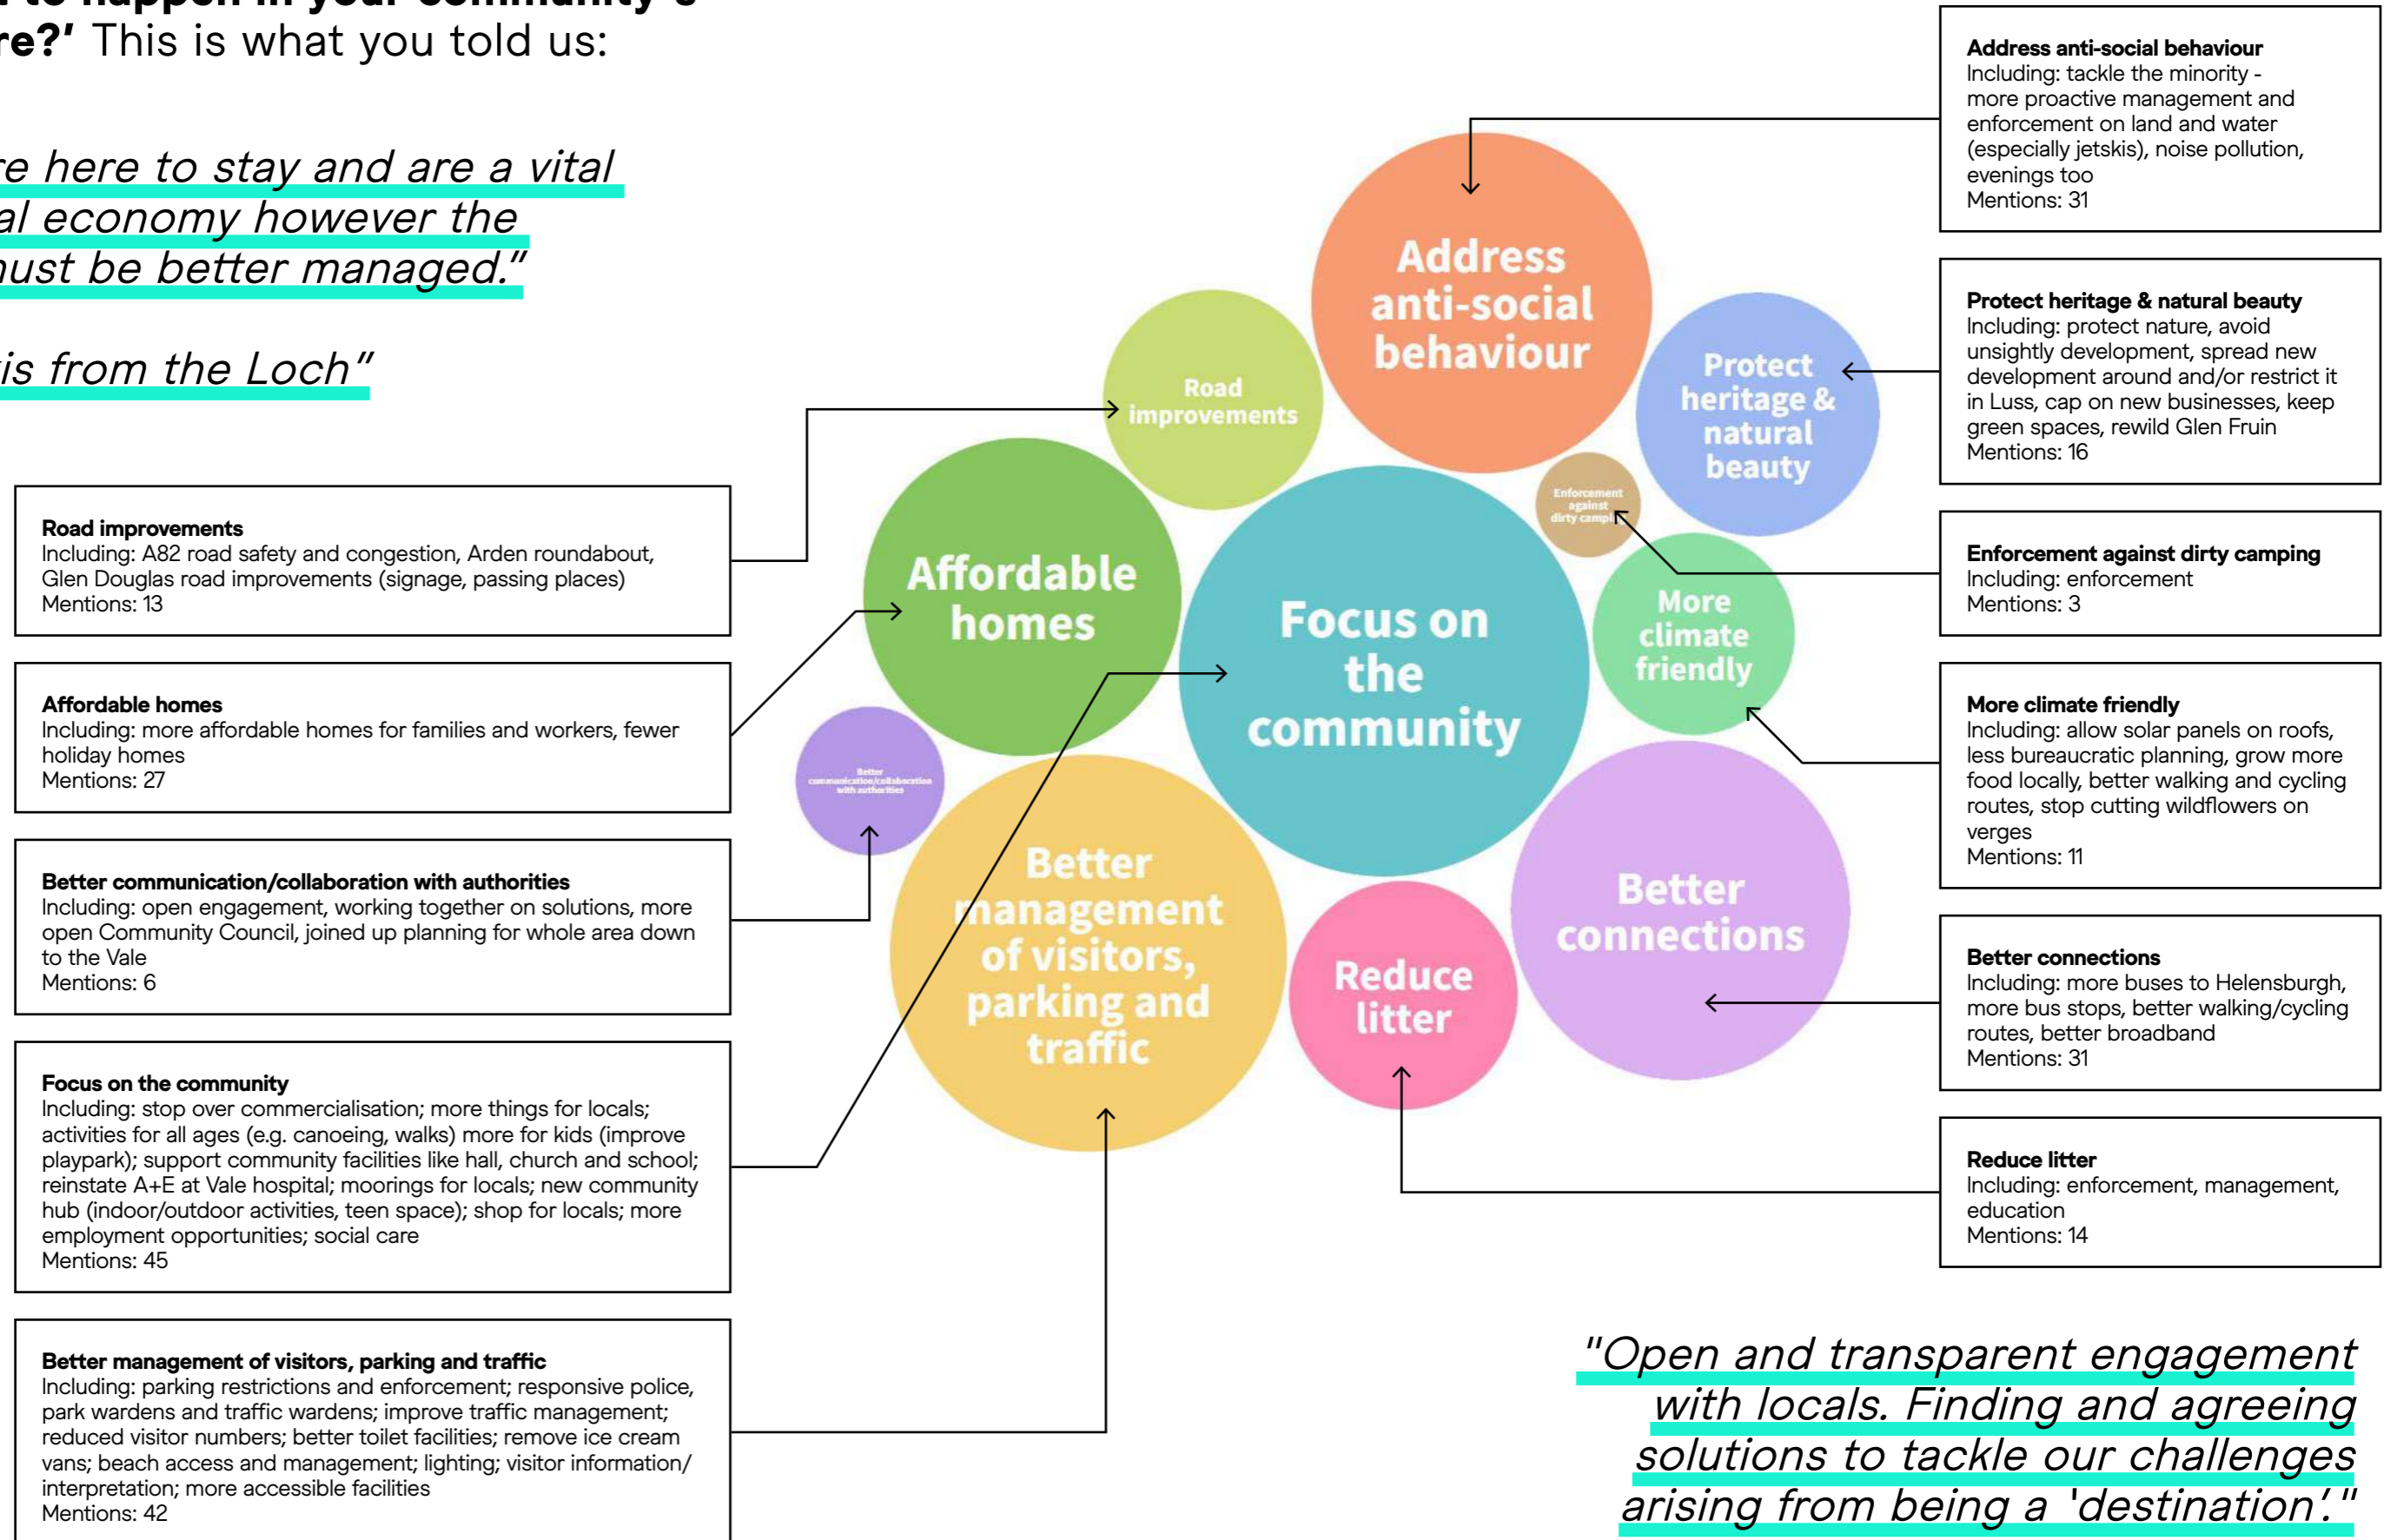 to happen in your community's
re?' This is what you told us:
re here to stay and are a vital
al economy however the
must be better managed."
is from the Loch"
Road improvements
Including: A82 road safety and congestion, Arden roundabout,
Glen Douglas road improvements (signage, passing places)
Mentions: 13
Affordable homes
Including: more affordable homes for families and workers, fewer
holiday homes
Mentions: 27
Better communication/collaboration with authorities
Including: open engagement, working together on solutions, more
open Community Council, joined up planning for whole area down
to the Vale
Mentions: 6
Focus on the community
Including: stop over commercialisation; more things for locals;
activities for all ages (e.g. canoeing, walks) more for kids (improve
playpark); support community facilities like hall, church and school;
reinstate A+E at Vale hospital; moorings for locals; new community
hub (indoor/outdoor activities, teen space); shop for locals; more
employment opportunities; social care
Mentions: 45
Better management of visitors, parking and traffic
Including: parking restrictions and enforcement; responsive police,
park wardens and traffic wardens; improve traffic management;
reduced visitor numbers; better toilet facilities; remove ice cream
vans; beach access and management; lighting; visitor information/
interpretation; more accessible facilities
Mentions: 42
Address
anti-social
behaviour
Road
improvements
Protect
heritage &
natural
beauty
Enforcement
against
dirty camping
Affordable
homes
Focus on
the
community
More
climate
friendly
Better
communication/collaboration
with authorities
Better
management
of visitors,
parking and
traffic
Reduce
litter
Better
connections
Address anti-social behaviour
Including: tackle the minority -
more proactive management and
enforcement on land and water
(especially jetskis), noise pollution,
evenings too
Mentions: 31
Protect heritage & natural beauty
Including: protect nature, avoid
unsightly development, spread new
development around and/or restrict it
in Luss, cap on new businesses, keep
green spaces, rewild Glen Fruin
Mentions: 16
Enforcement against dirty camping
Including: enforcement
Mentions: 3
More climate friendly
Including: allow solar panels on roofs,
less bureaucratic planning, grow more
food locally, better walking and cycling
routes, stop cutting wildflowers on
verges
Mentions: 11
Better connections
Including: more buses to Helensburgh,
more bus stops, better walking/cycling
routes, better broadband
Mentions: 31
Reduce litter
Including: enforcement, management,
education
Mentions: 14
"Open and transparent engagement
with locals. Finding and agreeing
solutions to tackle our challenges
arising from being a 'destination'."